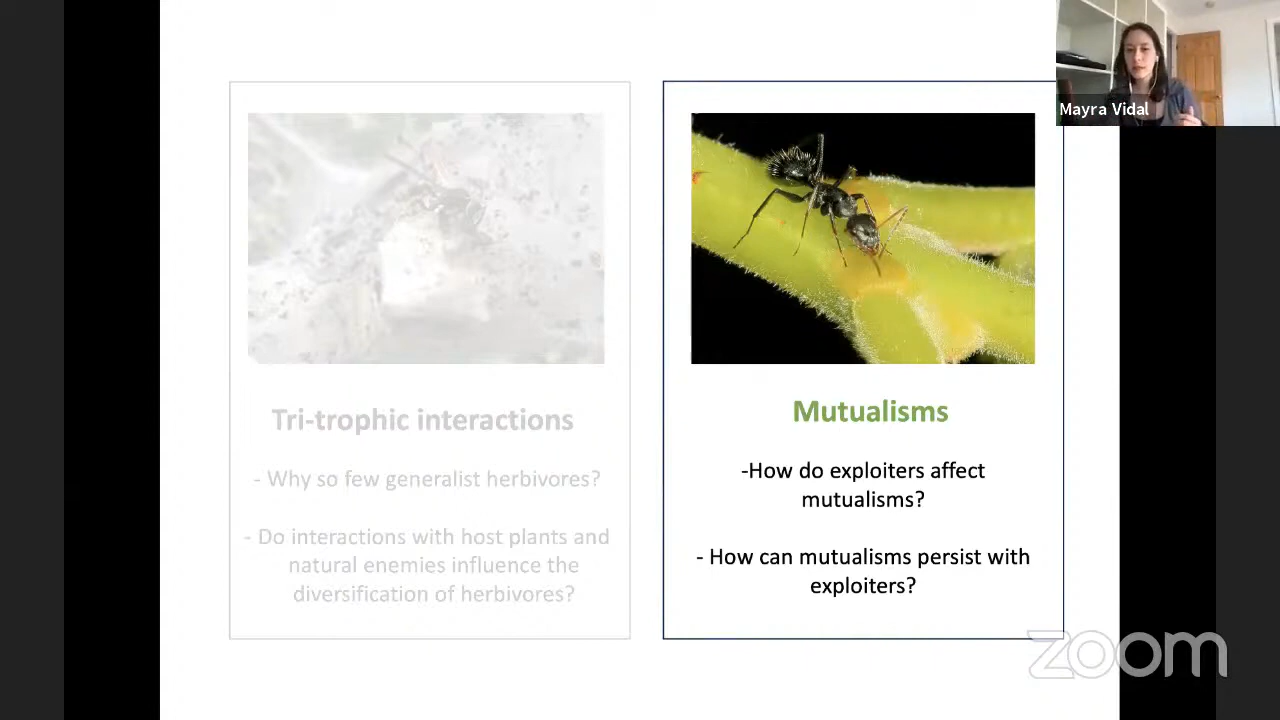 Mayra Vidal
Tri-trophic interactions
- Why so few generalist herbivores?
- Do interactions with host plants and
natural enemies influence the
diversification of herbivores?
Mutualisms
-How do exploiters affect
mutualisms?
- How can mutualisms persist with
exploiters?
zoom